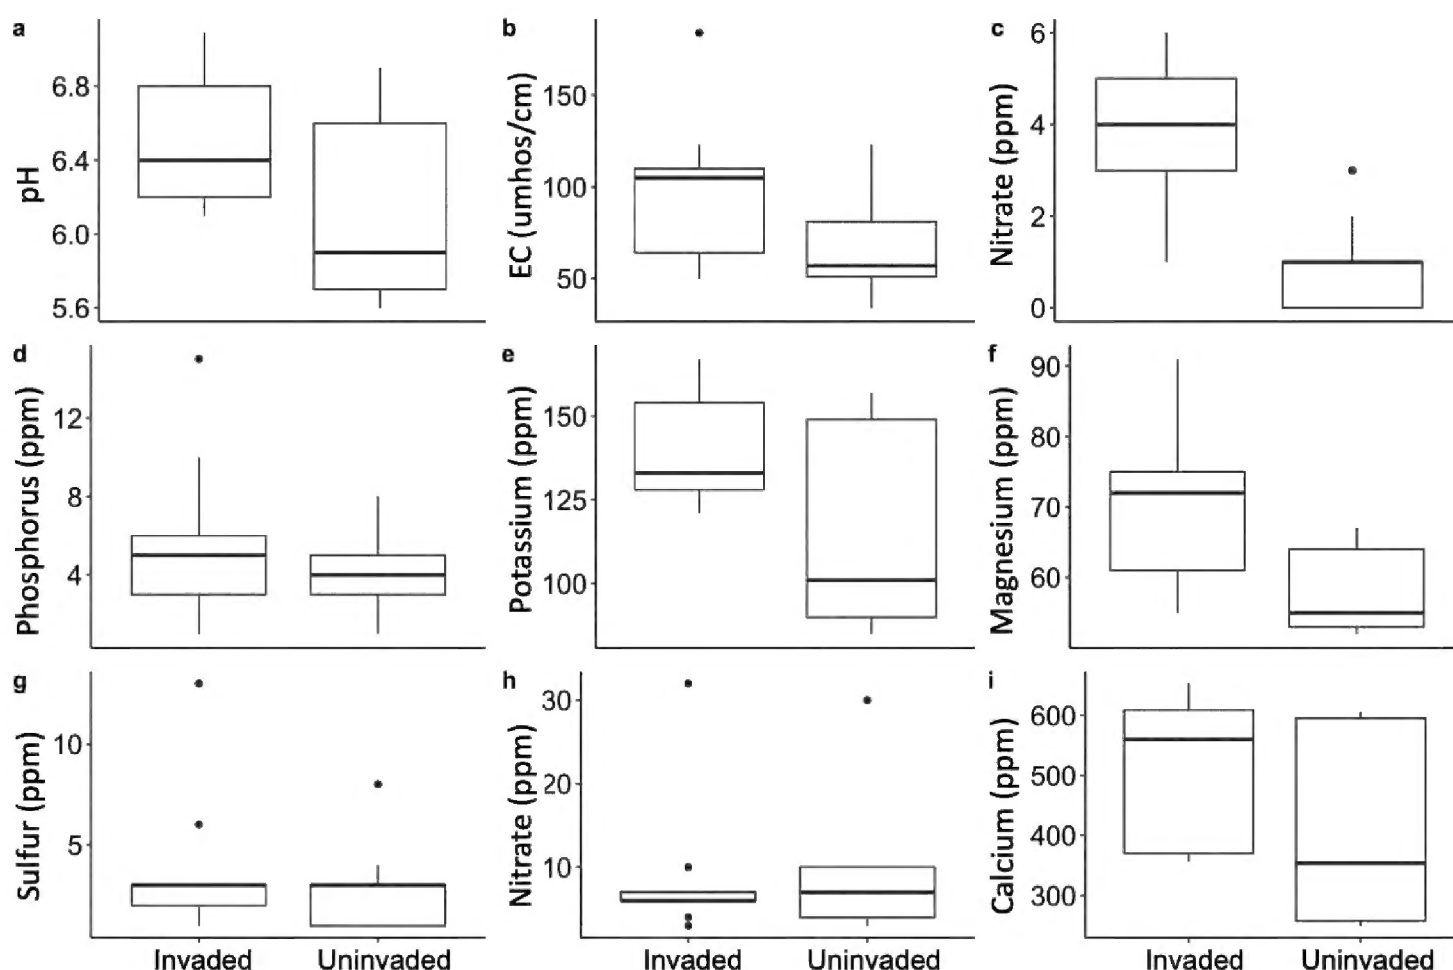 a
pH
6.8
6.4
6.0
5.6
b
EC (umhos/cm)
150
100
50
c
Nitrate (ppm)
6
4
2
0
d
Phosphorus (ppm)
12
8
4
e
Potassium (ppm)
150
125
100
f
Magnesium (ppm)
90
80
70
60
g
Sulfur (ppm)
10
5
Invaded
Uninvaded
h
Nitrate (ppm)
30
20
10
Invaded
Uninvaded
i
Calcium (ppm)
600
500
400
300
Invaded
Uninvaded